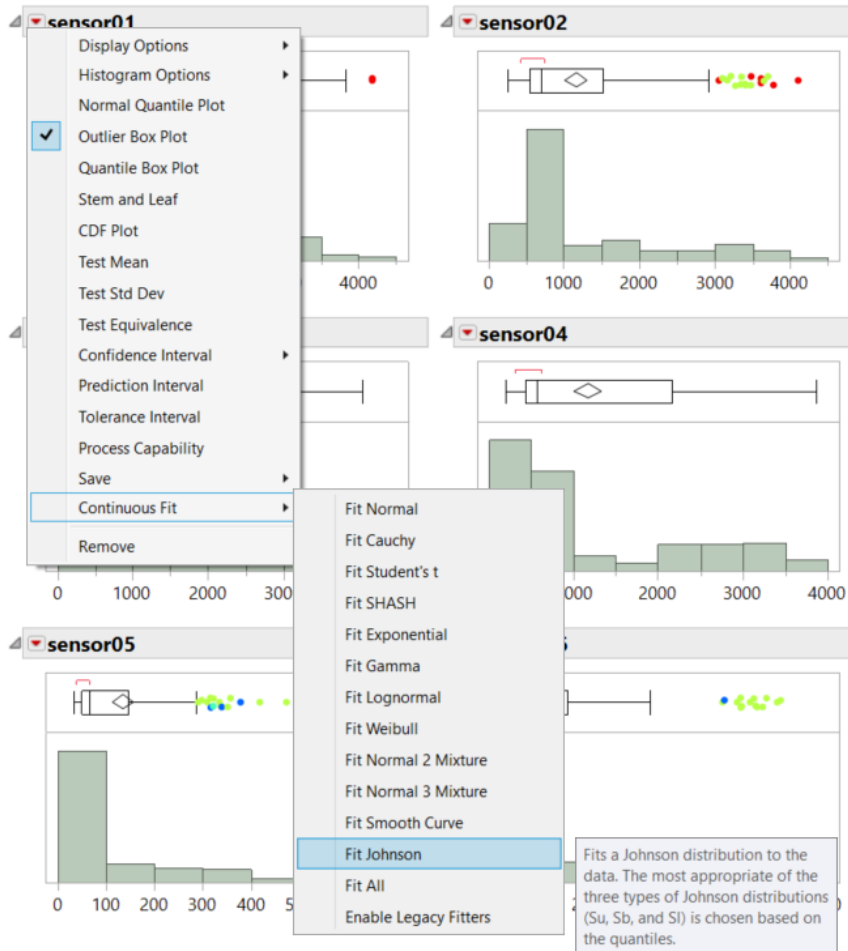 sensor01
Display Options
Histogram Options
Normal Quantile Plot
Outlier Box Plot
Quantile Box Plot
Stem and Leaf
CDF Plot
Test Mean
Test Std Dev
Test Equivalence
Confidence Interval
Prediction Interval
Tolerance Interval
Process Capability
Save
Continuous Fit
Remove
4000
sensor02
0 1000 2000 3000 4000
0 1000 2000 300
sensor04
000 2000 3000 4000
Fit Normal
Fit Cauchy
Fit Student's t
Fit SHASH
Fit Exponential
Fit Gamma
Fit Lognormal
Fit Weibull
Fit Normal 2 Mixture
Fit Normal 3 Mixture
Fit Smooth Curve
Fit Johnson
Fit All
Enable Legacy Fitters
sensor05
0 100 200 300 400
Fits a Johnson distribution to the
data. The most appropriate of the
three types of Johnson distributions
(Su, Sb, and Sl) is chosen based on
the quantiles.